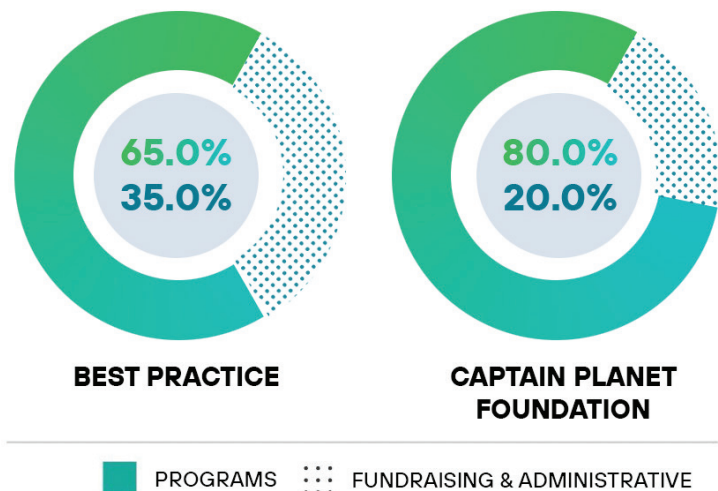 65.0%
35.0%
80.0%
20.0%
BEST PRACTICE
CAPTAIN PLANET
FOUNDATION
PROGRAMS
FUNDRAISING & ADMINISTRATIVE